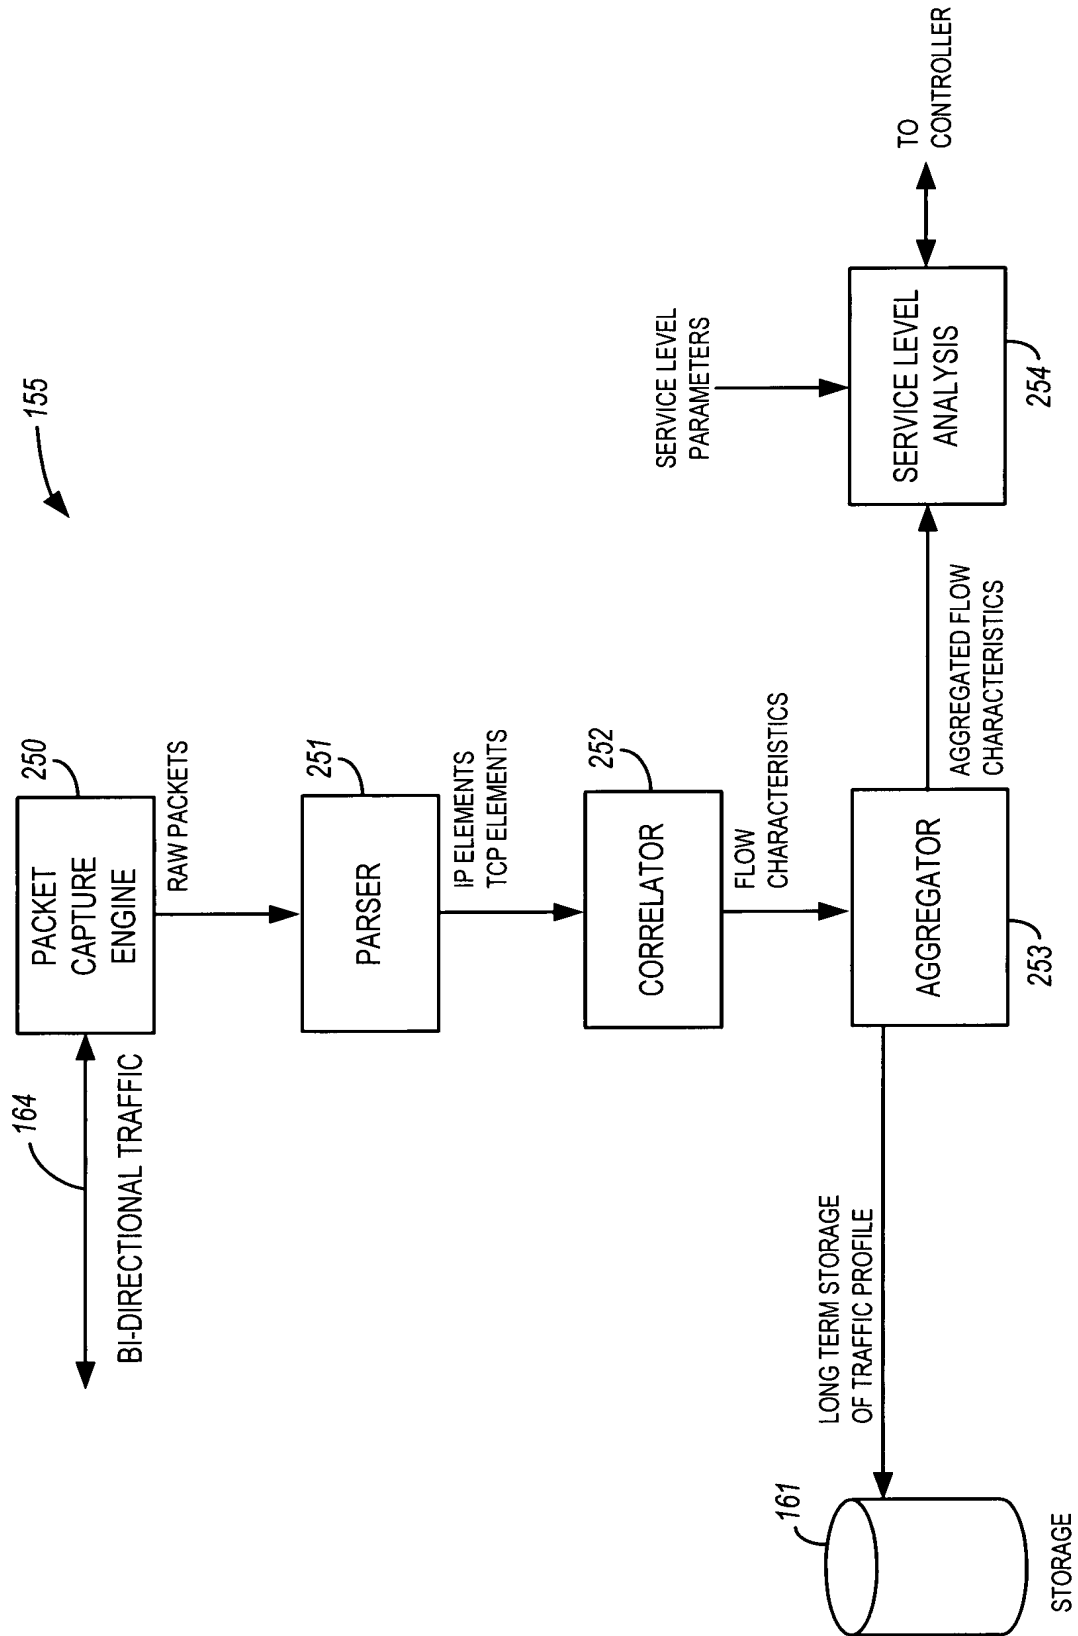 155
164
BI-DIRECTIONAL TRAFFIC
250
PACKET
CAPTURE
ENGINE
RAW PACKETS
251
PARSER
IP ELEMENTS
TCP ELEMENTS
252
CORRELATOR
FLOW
CHARACTERISTICS
AGGREGATOR
253
LONG TERM STORAGE
OF TRAFFIC PROFILE
161
STORAGE
AGGREGATED FLOW
CHARACTERISTICS
SERVICE LEVEL
PARAMETERS
SERVICE LEVEL
ANALYSIS
254
TO
CONTROLLER